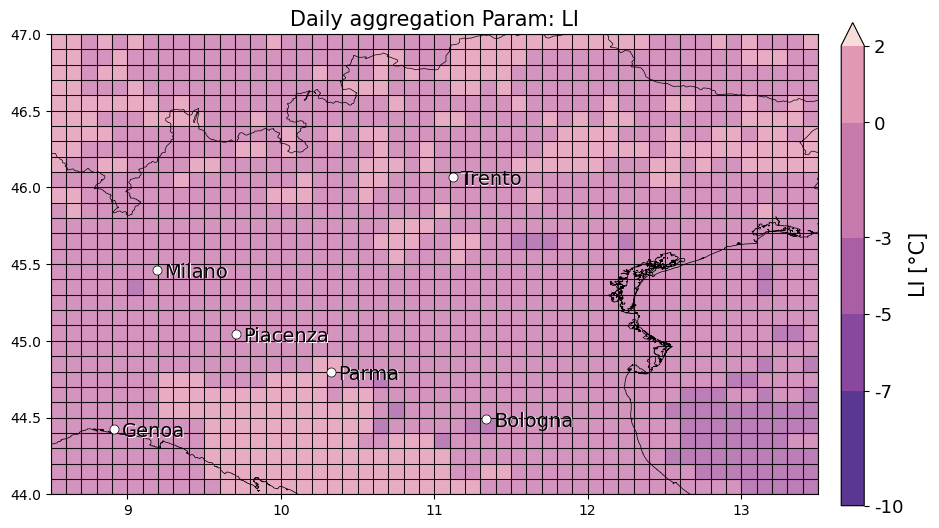 Daily aggregation Param: LI
47.0
46.5
46.0
45.5
45.0
44.5
44.0
Trento
Milano
Piacenza
Parma
Genoa
Bologna
9
10
11
12
13
2
0
-3
-5
-7
-10
LI [°C]